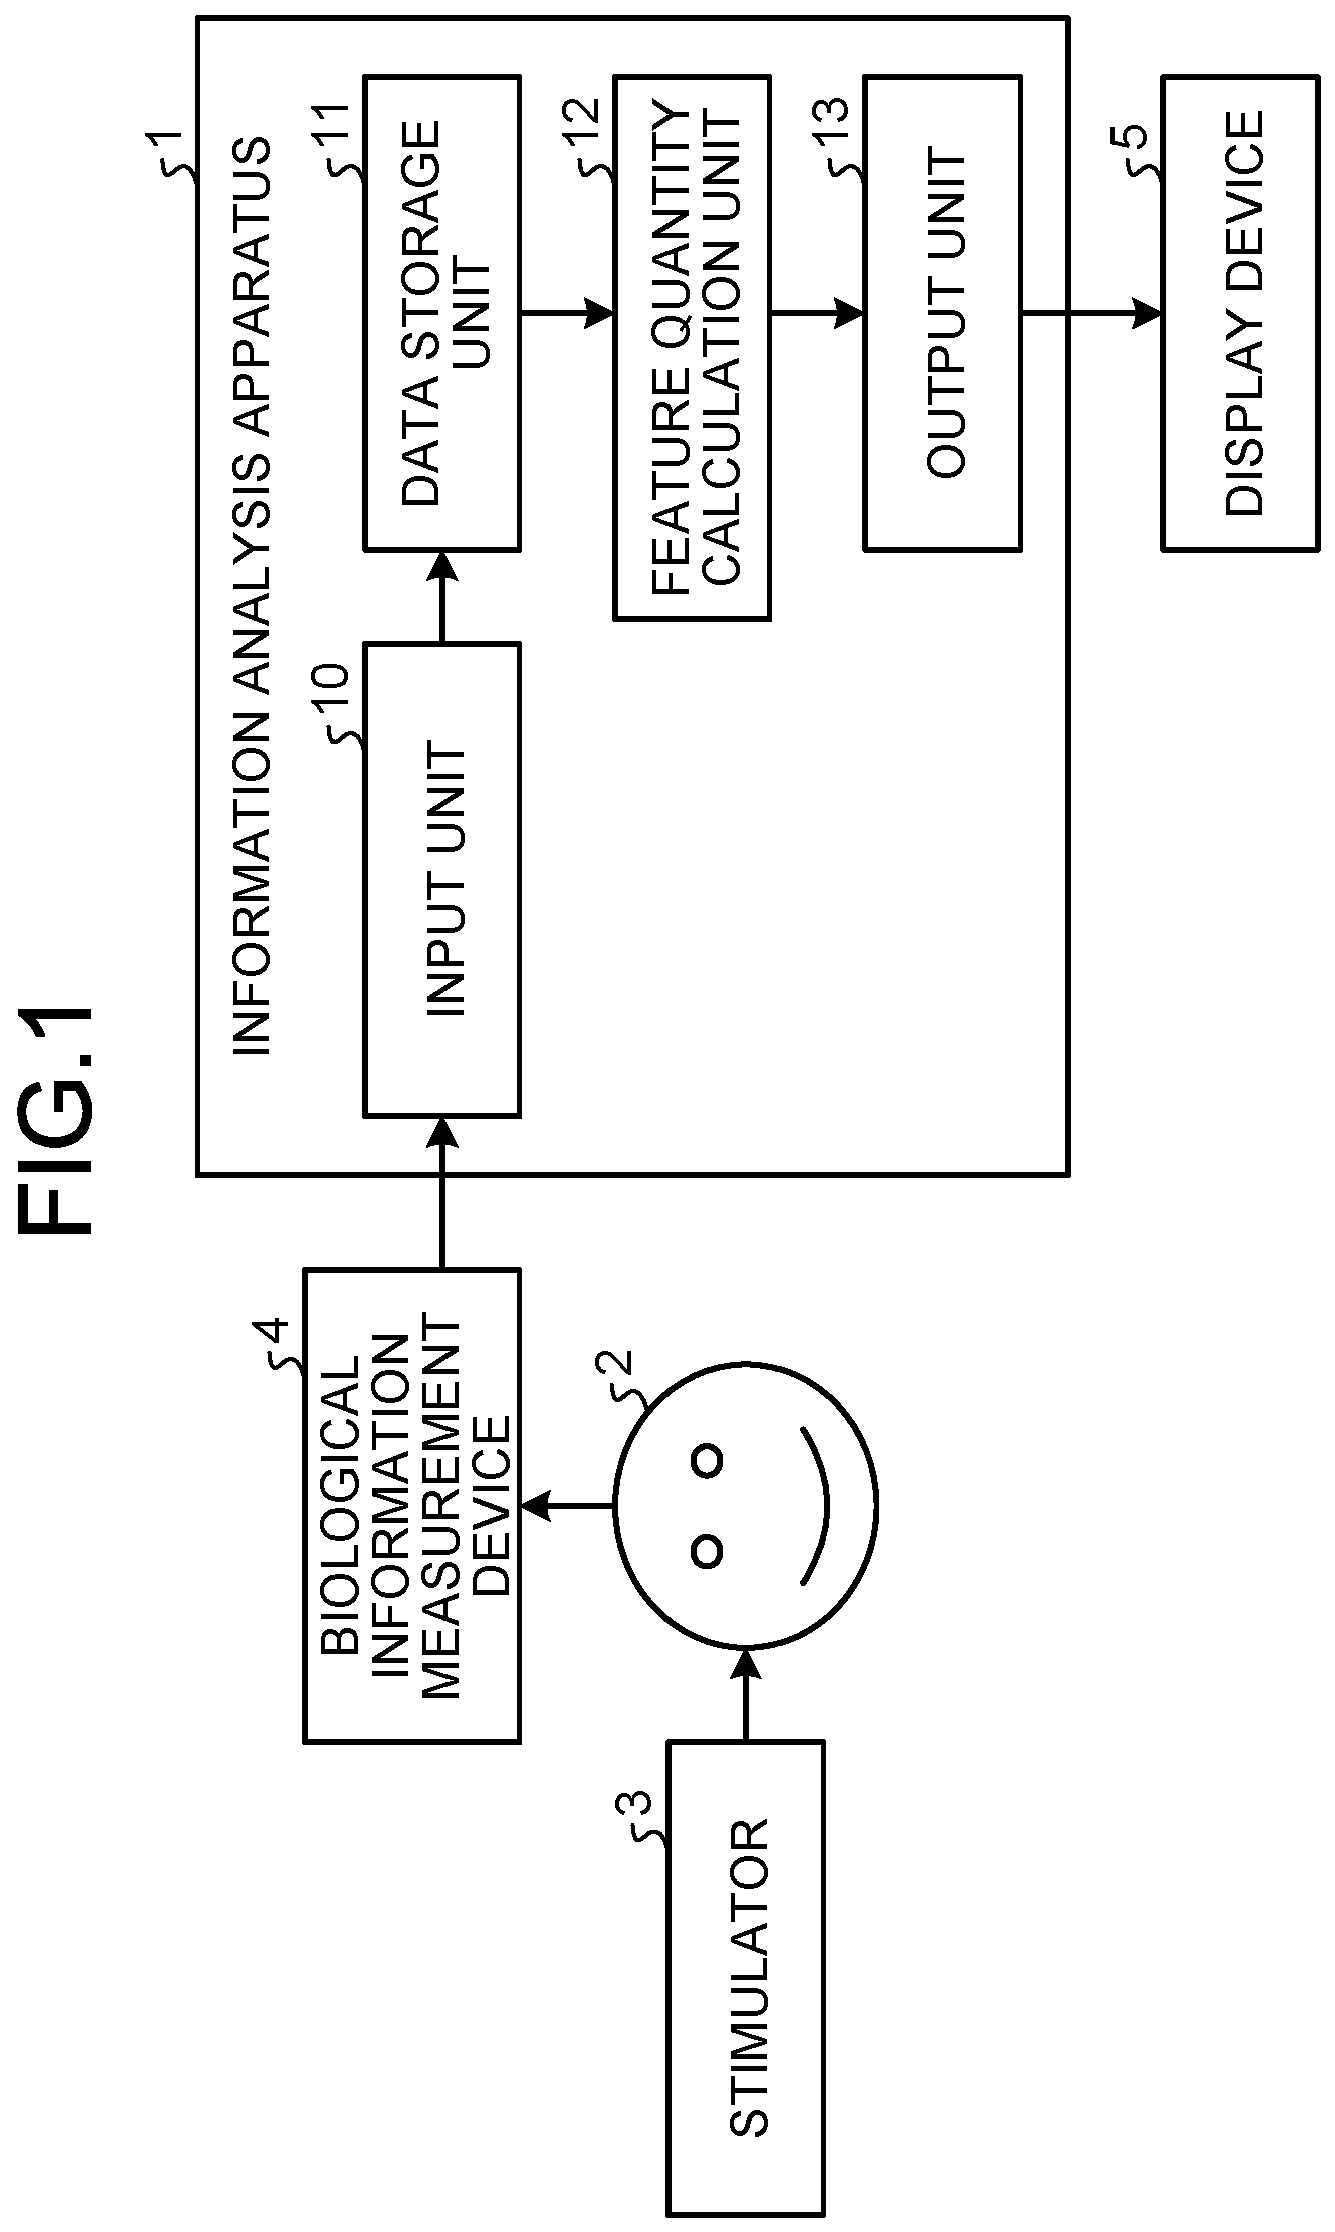 FIG.1
1
INFORMATION ANALYSIS APPARATUS
4
BIOLOGICAL
INFORMATION
MEASUREMENT
DEVICE
10
INPUT UNIT
11
DATA STORAGE
UNIT
2
12
FEATURE QUANTITY
CALCULATION UNIT
3
STIMULATOR
13
OUTPUT UNIT
5
DISPLAY DEVICE